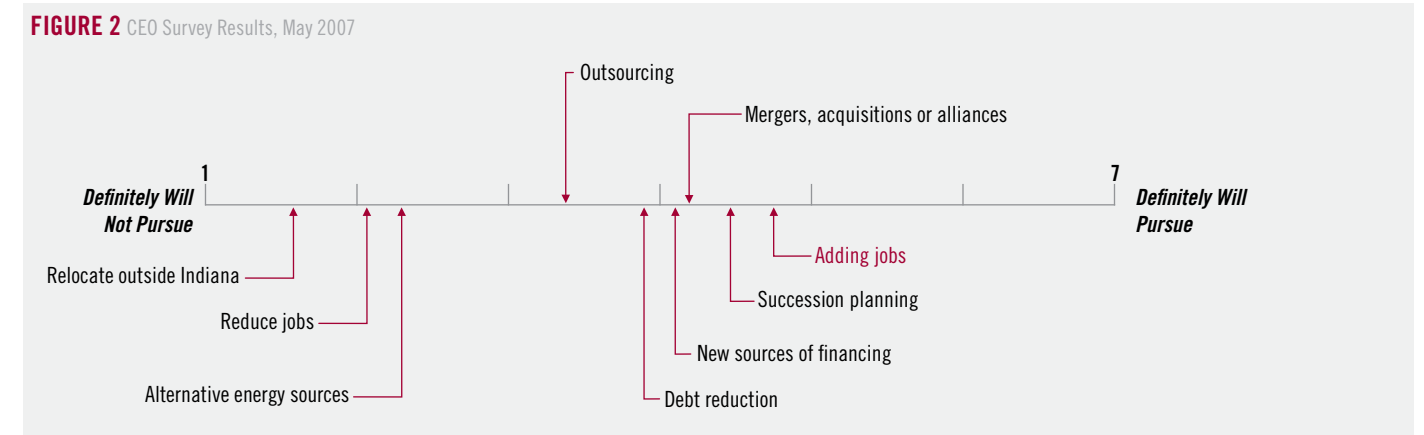 FIGURE 2 CEO Survey Results, May 2007
Outsourcing
Mergers, acquisitions or alliances
1
7
Definitely Will
Not Pursue
Definitely Will
Pursue
Adding jobs
Relocate outside Indiana
Succession planning
Reduce jobs
New sources of financing
Alternative energy sources
Debt reduction